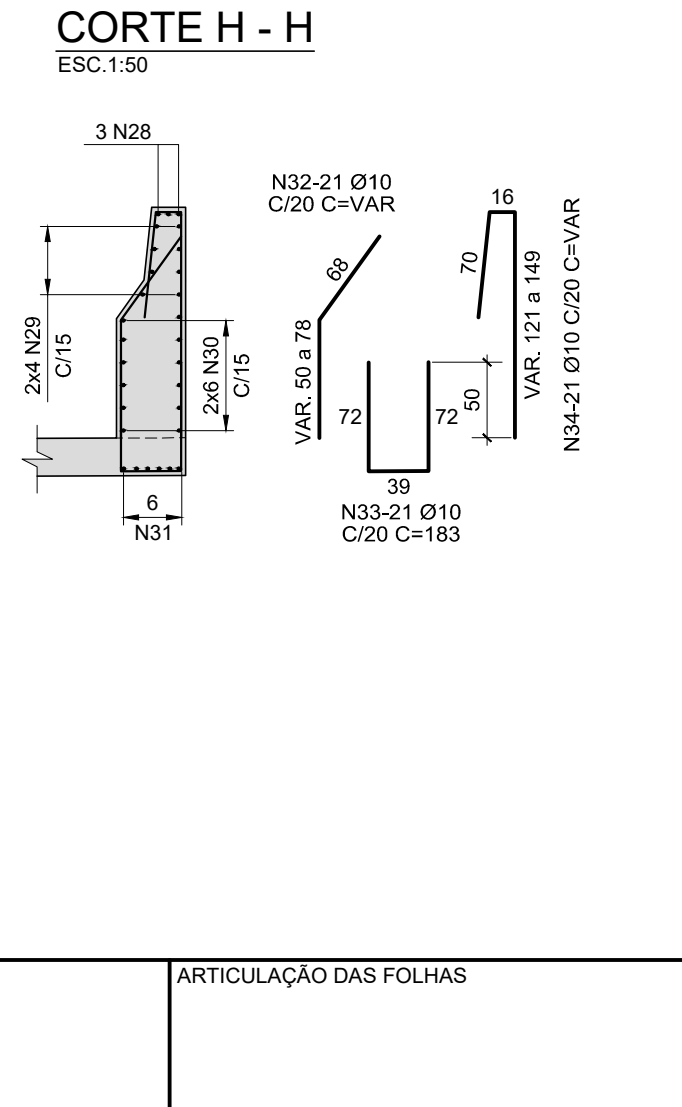 CORTE H - H
ESC.1:50
3 N28
2x4 N29
C/15
2x6 N30
C/15
6
N31
N32-21 Ø10
C/20 C=VAR
68
VAR. 50 a 78
72
72
39
N33-21 Ø10
C/20 C=183
50
16
70
VAR. 121 a 149
N34-21 Ø10 C/20 C=VAR
ARTICULAÇÃO DAS FOLHAS